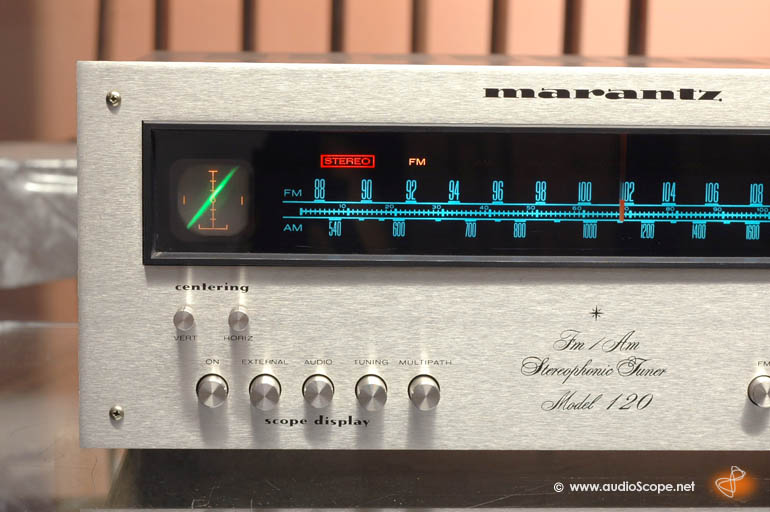 marantz
STEREO FM
FM 88 90 92 94 96 98 100 102 104 106 108
10 20 30 40 50 60 70 80 90 100
AM 540 600 700 800 1000 1200 1400 1600
centering
VERT HORIZ
ON EXTERNAL AUDIO TUNING MULTIPATH
scope display
Fm / Am
Stereophonic Tuner
Model 120
FM
© www.audioScope.net